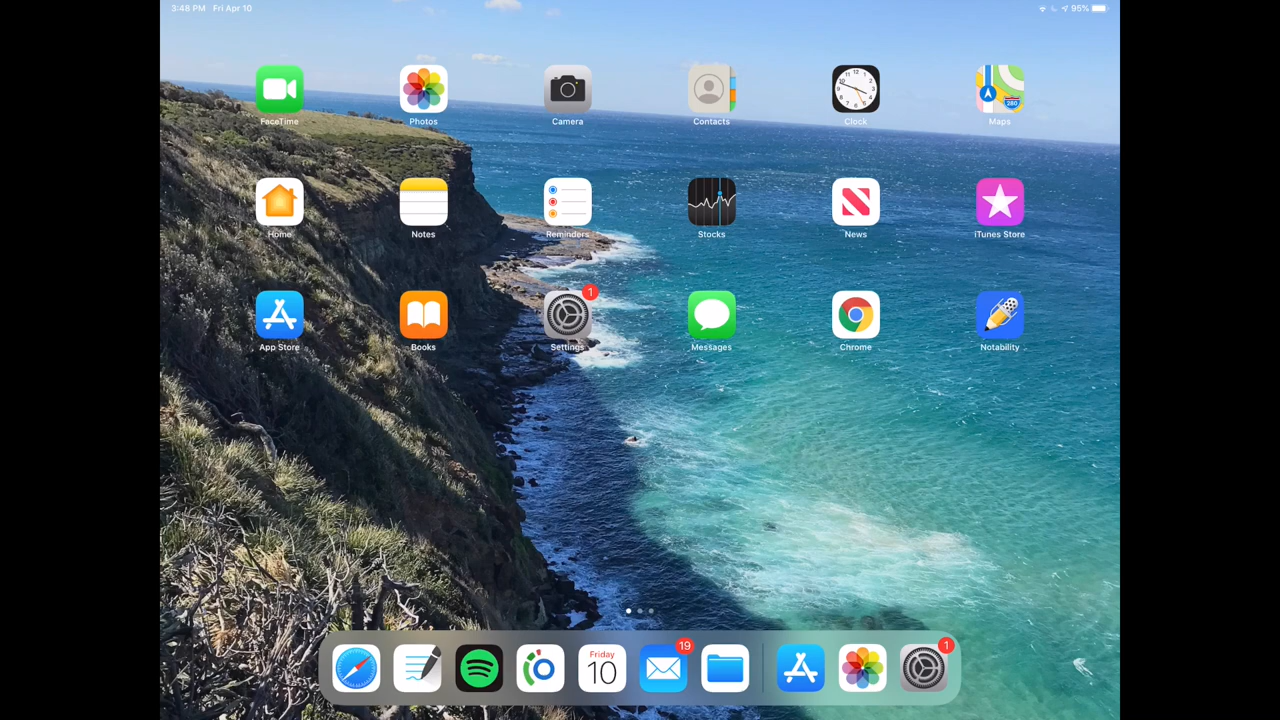 3:48 PM Fri Apr 10
95%
FaceTime
Photos
Camera
Contacts
Clock
Maps
Home
Notes
Reminders
Stocks
News
iTunes Store
280
1
App Store
Books
Settings
Messages
Chrome
Notability
Friday
10
19
1